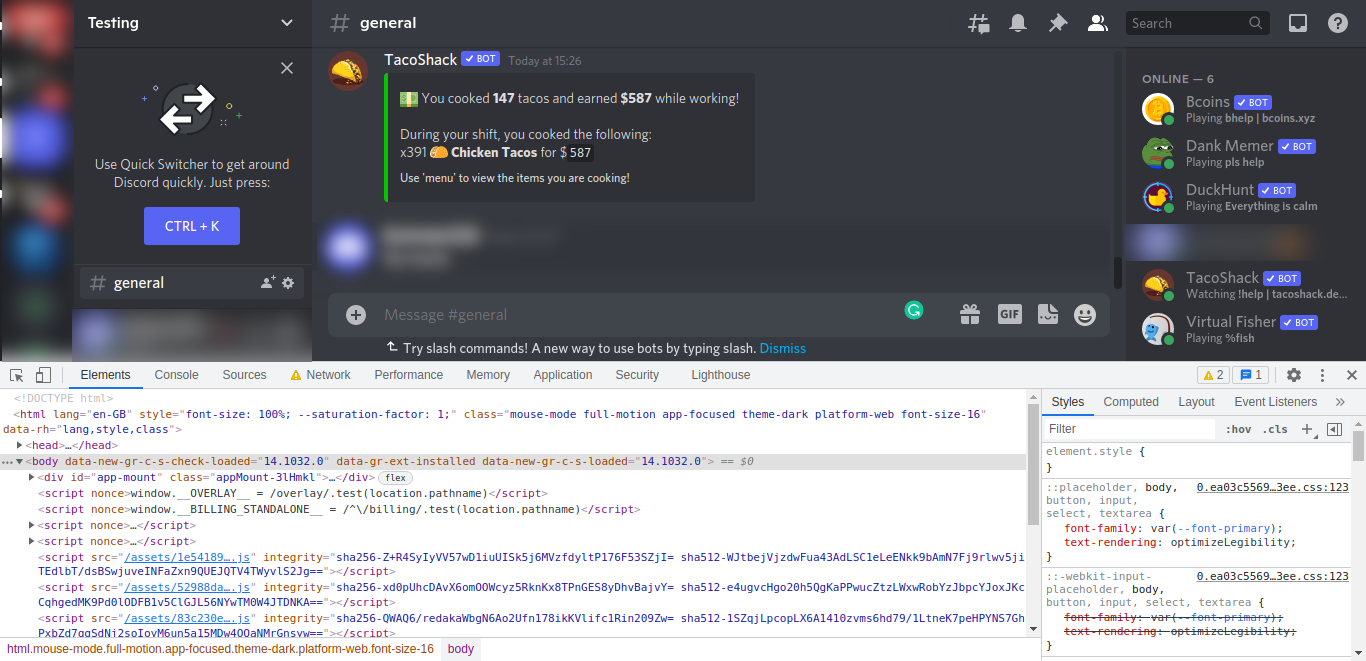 Testing
Use Quick Switcher to get around
Discord quickly. Just press:
CTRL + K
# general
# general
Search
TacoShack ✓ BOT Today at 15:26
You cooked 147 tacos and earned $587 while working!
During your shift, you cooked the following:
x391 Chicken Tacos for $ 587
Use 'menu' to view the items you are cooking!
Message #general
GIF
Try slash commands! A new way to use bots by typing slash. Dismiss
ONLINE — 6
Bcoins ✓ BOT
Playing bhelp | bcoins.xyz
Dank Memer ✓ BOT
Playing pls help
DuckHunt ✓ BOT
Playing Everything is calm
TacoShack ✓ BOT
Watching !help | tacoshack.de...
Virtual Fisher ✓ BOT
Playing %fish
Elements Console Sources Network Performance Memory Application Security Lighthouse 2 1
<!DOCTYPE html>
<html lang="en-GB" style="font-size: 100%; --saturation-factor: 1;" class="mouse-mode full-motion app-focused theme-dark platform-web font-size-16"
data-rh="lang,style,class">
<head>…</head>
<body data-new-gr-c-s-check-loaded="14.1032.0" data-gr-ext-installed data-new-gr-c-s-loaded="14.1032.0"> == $0
<div id="app-mount" class="appMount-3lHmkl">…</div> flex
<script nonce>window.__OVERLAY__ = /overlay/.test(location.pathname)</script>
<script nonce>window.__BILLING_STANDALONE__ = /^\/billing/.test(location.pathname)</script>
<script nonce>…</script>
<script nonce>…</script>
<script src="/assets/1e54189….js" integrity="sha256-Z+R4SyIyVV57wD1iuUISk5j6MVzfdyltP176F53SZjI= sha512-WJtbejVjzdwFua43AdLSC1eLeENkk9bAmN7Fj9rlwv5ji
TEdlbT/dsBSwjuveINFaZxn9QUEJQTV4TWyvlS2Jg=="></script>
<script src="/assets/52988da….js" integrity="sha256-xd0pUhcDAvX6omOOWcyz5RknKx8TPnGES8yDhvBajvY= sha512-e4ugvcHgo20h5QgKaPPwucZtzLWxwRobYzJbpcYJoxJKc
CqhgedMK9Pd0lODFB1v5ClGJL56NYwTM0W4JTDNKA=="></script>
<script src="/assets/83c230e….js" integrity="sha256-QWAQ6/redakaWbgN6Ao2Ufn178ikKVlifc1Rin209Zw= sha512-1SZqjLpcopLX6A1410zvms6hd79/1LtneK7peHPYNS7Gh
PxbZd7qgSdNj2soIovM6un5a15MDw4OOaNMrGnsyw=="></script>
html.mouse-mode.full-motion.app-focused.theme-dark.platform-web.font-size-16 body
Styles Computed Layout Event Listeners »
Filter :hov .cls +
element.style {
}
::placeholder, body, 0.ea03c5569…3ee.css:123
button, input,
select, textarea {
font-family: var(--font-primary);
text-rendering: optimizeLegibility;
}
::-webkit-input- 0.ea03c5569…3ee.css:123
placeholder, body,
button, input, select, textarea {
font-family: var(--font-primary);
text-rendering: optimizeLegibility;
}